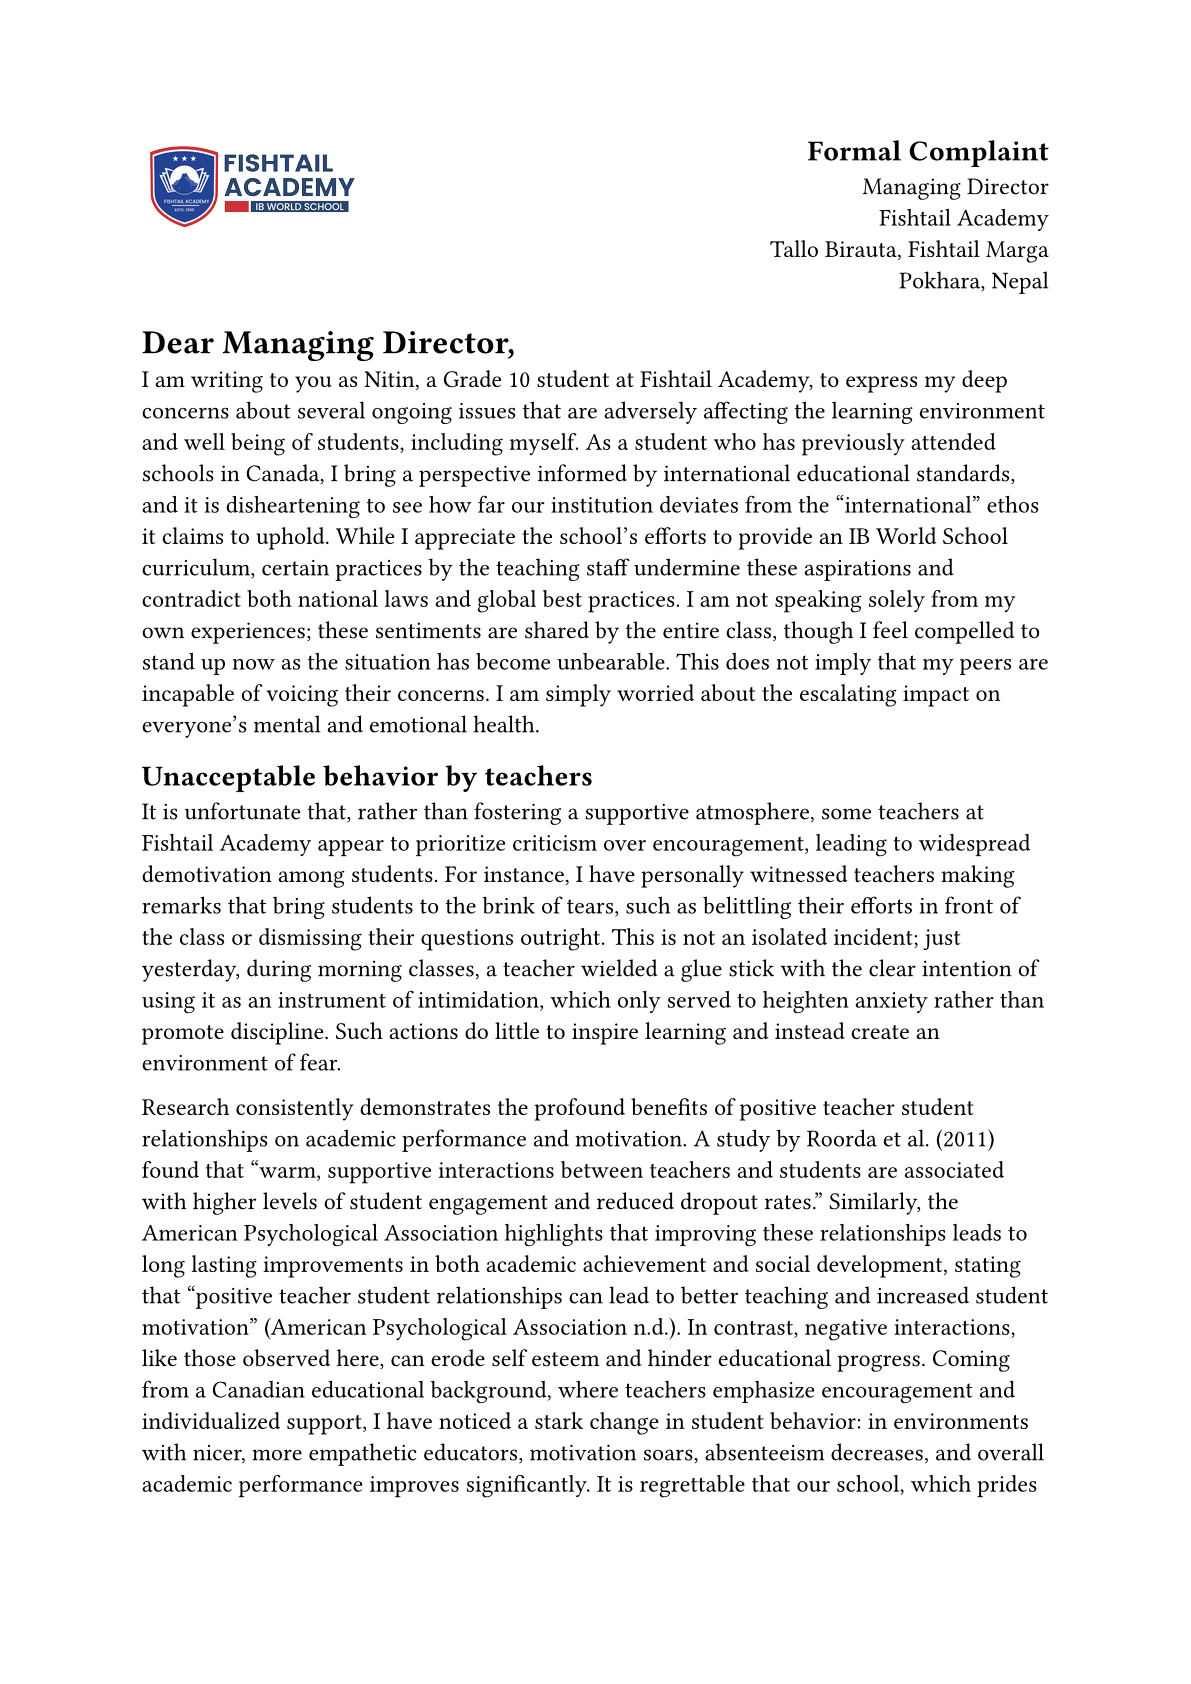 FISHTAIL
ACADEMY
IB WORLD SCHOOL
FISHTAIL ACADEMY
Formal Complaint
Managing Director
Fishtail Academy
Tallo Birauta, Fishtail Marga
Pokhara, Nepal
Dear Managing Director,
I am writing to you as Nitin, a Grade 10 student at Fishtail Academy, to express my deep
concerns about several ongoing issues that are adversely affecting the learning environment
and well being of students, including myself. As a student who has previously attended
schools in Canada, I bring a perspective informed by international educational standards,
and it is disheartening to see how far our institution deviates from the “international” ethos
it claims to uphold. While I appreciate the school’s efforts to provide an IB World School
curriculum, certain practices by the teaching staff undermine these aspirations and
contradict both national laws and global best practices. I am not speaking solely from my
own experiences; these sentiments are shared by the entire class, though I feel compelled to
stand up now as the situation has become unbearable. This does not imply that my peers are
incapable of voicing their concerns. I am simply worried about the escalating impact on
everyone’s mental and emotional health.
Unacceptable behavior by teachers
It is unfortunate that, rather than fostering a supportive atmosphere, some teachers at
Fishtail Academy appear to prioritize criticism over encouragement, leading to widespread
demotivation among students. For instance, I have personally witnessed teachers making
remarks that bring students to the brink of tears, such as belittling their efforts in front of
the class or dismissing their questions outright. This is not an isolated incident; just
yesterday, during morning classes, a teacher wielded a glue stick with the clear intention of
using it as an instrument of intimidation, which only served to heighten anxiety rather than
promote discipline. Such actions do little to inspire learning and instead create an
environment of fear.
Research consistently demonstrates the profound benefits of positive teacher student
relationships on academic performance and motivation. A study by Roorda et al. (2011)
found that “warm, supportive interactions between teachers and students are associated
with higher levels of student engagement and reduced dropout rates.” Similarly, the
American Psychological Association highlights that improving these relationships leads to
long lasting improvements in both academic achievement and social development, stating
that “positive teacher student relationships can lead to better teaching and increased student
motivation” (American Psychological Association n.d.). In contrast, negative interactions,
like those observed here, can erode self esteem and hinder educational progress. Coming
from a Canadian educational background, where teachers emphasize encouragement and
individualized support, I have noticed a stark change in student behavior: in environments
with nicer, more empathetic educators, motivation soars, absenteeism decreases, and overall
academic performance improves significantly. It is regrettable that our school, which prides